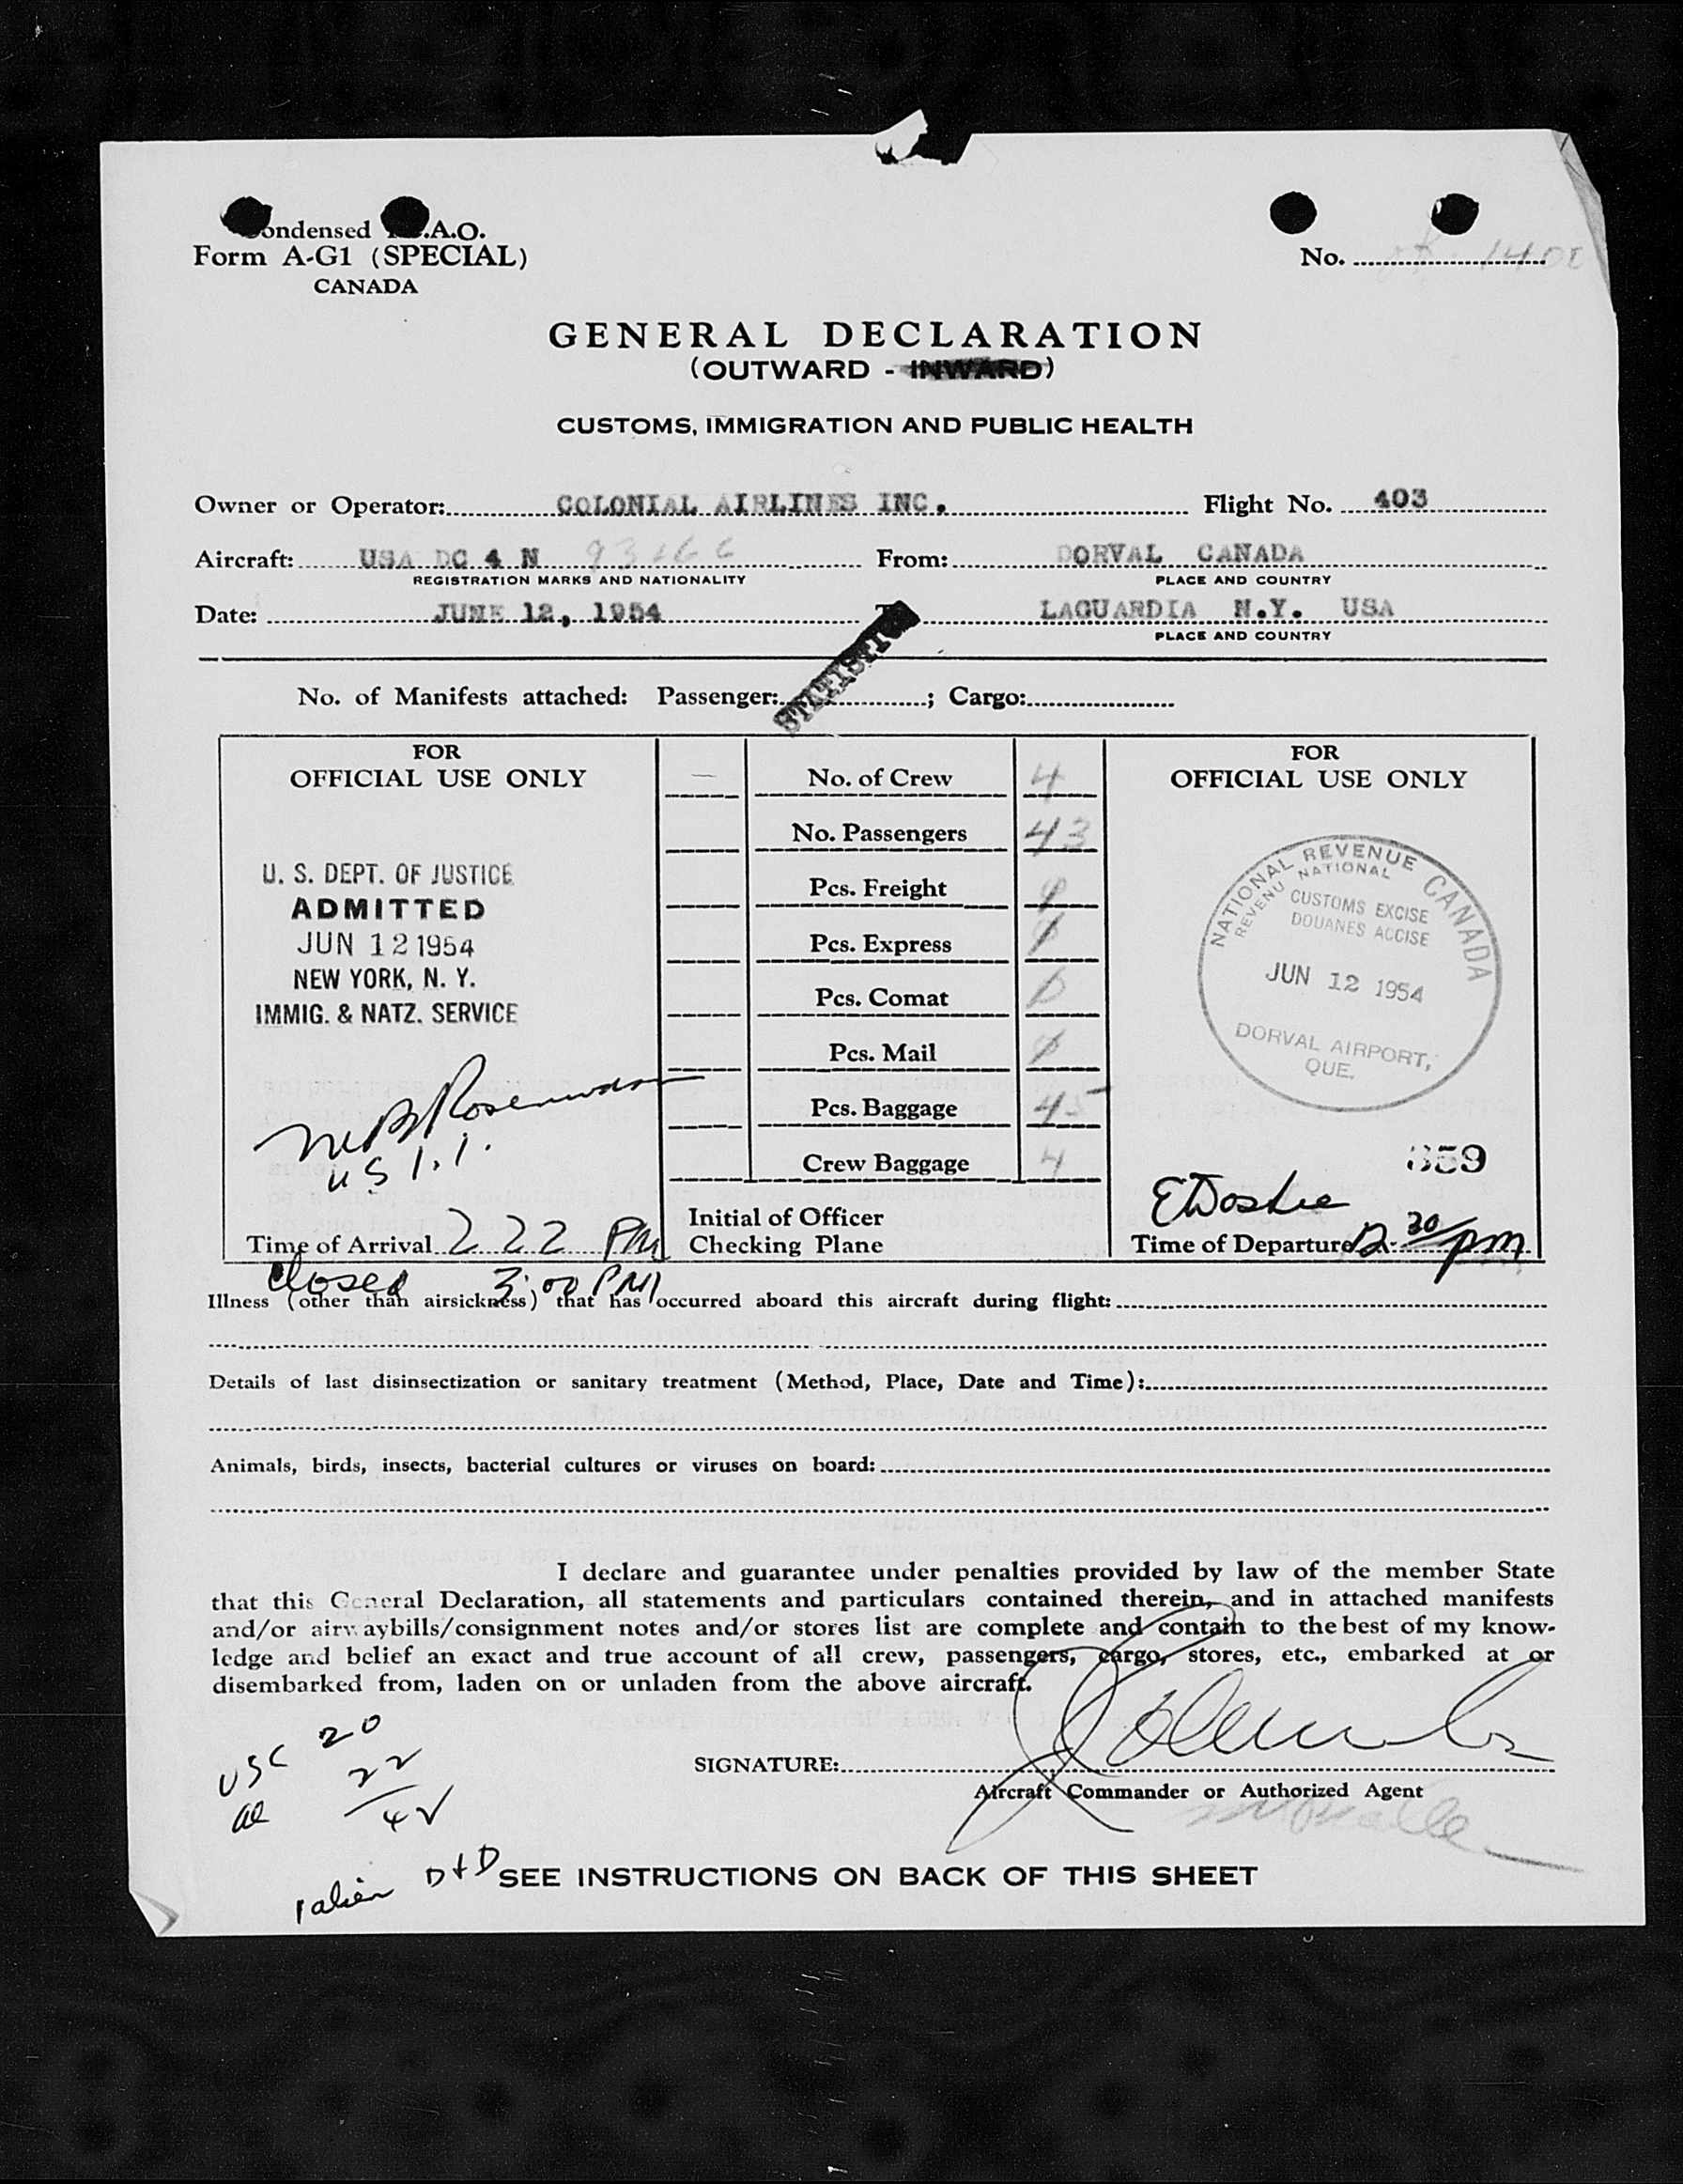 ondensed .A.O.
Form A-G1 (SPECIAL)
CANADA
No. 1401
GENERAL DECLARATION
(OUTWARD - INWARD)
CUSTOMS, IMMIGRATION AND PUBLIC HEALTH
Owner or Operator: COLONIAL AIRLINES INC. Flight No. 403
Aircraft: USA DC 4 N From: DORVAL CANADA
REGISTRATION MARKS AND NATIONALITY PLACE AND COUNTRY
Date: JUNE 12, 1954 LAGUARDIA N.Y. USA
PLACE AND COUNTRY
No. of Manifests attached: Passenger: ; Cargo:
FOR
OFFICIAL USE ONLY
U. S. DEPT. OF JUSTICE
ADMITTED
JUN 12 1954
NEW YORK, N. Y.
IMMIG. & NATZ. SERVICE
U S I. I.
Time of Arrival 2 22 PM
Closed 3:00 PM
No. of Crew 4
No. Passengers 43
Pcs. Freight
Pcs. Express
Pcs. Comat
Pcs. Mail
Pcs. Baggage 45
Crew Baggage 4
Initial of Officer
Checking Plane
FOR
OFFICIAL USE ONLY
NATIONAL REVENUE CANADA
REVENU NATIONAL
CUSTOMS EXCISE
DOUANES ACCISE
JUN 12 1954
DORVAL AIRPORT,
QUE.
859
Time of Departure 12.30 pm
Illness (other than airsickness) that has occurred aboard this aircraft during flight:
Details of last disinsectization or sanitary treatment (Method, Place, Date and Time):
Animals, birds, insects, bacterial cultures or viruses on board:
I declare and guarantee under penalties provided by law of the member State
that this General Declaration, all statements and particulars contained therein, and in attached manifests
and/or airwaybills/consignment notes and/or stores list are complete and contain to the best of my know-
ledge and belief an exact and true account of all crew, passengers, cargo, stores, etc., embarked at or
disembarked from, laden on or unladen from the above aircraft.
USC 20
22
SIGNATURE:
Aircraft Commander or Authorized Agent
1 alien D+D
SEE INSTRUCTIONS ON BACK OF THIS SHEET